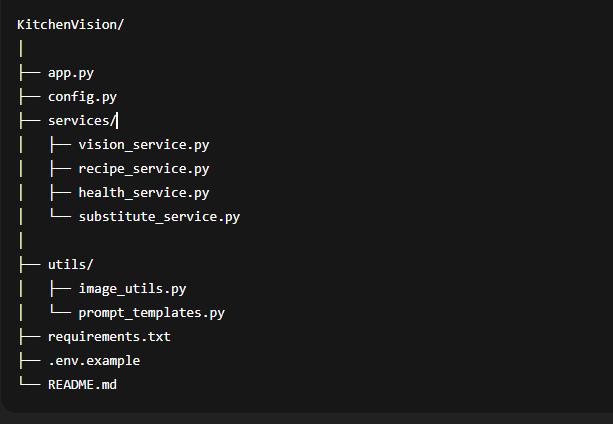 KitchenVision/
│
├── app.py
├── config.py
├── services/
│   ├── vision_service.py
│   ├── recipe_service.py
│   ├── health_service.py
│   └── substitute_service.py
│
├── utils/
│   ├── image_utils.py
│   └── prompt_templates.py
├── requirements.txt
├── .env.example
└── README.md